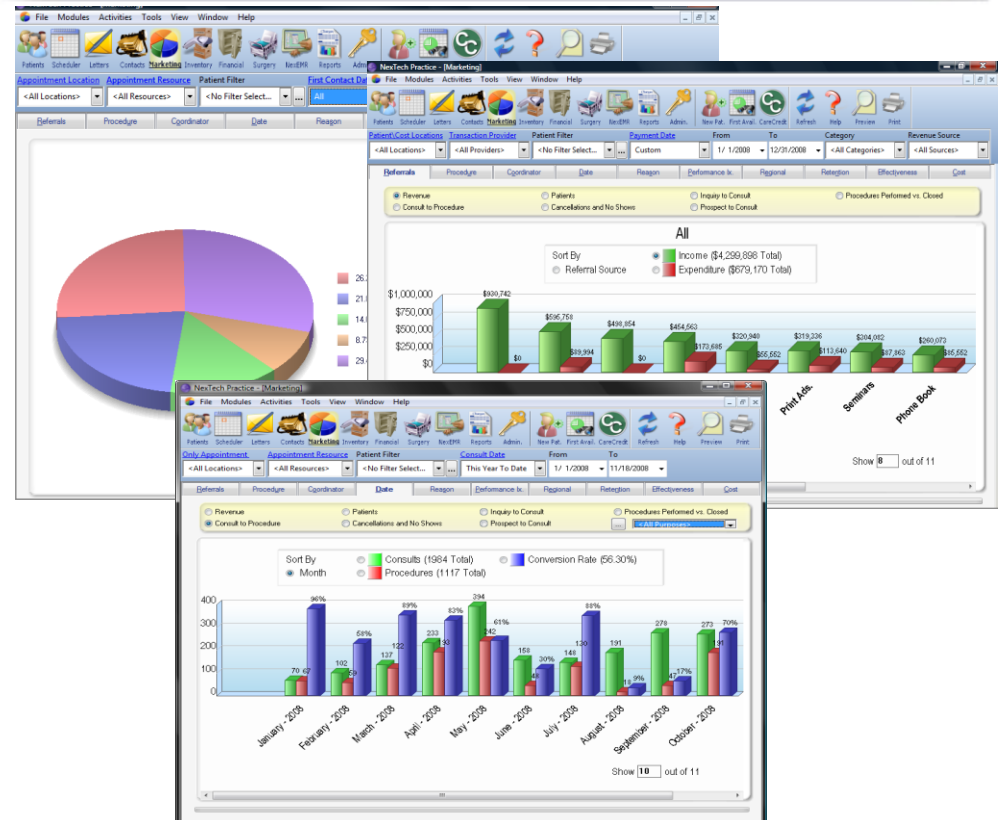 File Modules Activities Tools View Window Help
Patients Scheduler Letters Contacts Marketing Inventory Financial Surgery NexEMR Reports
Appointment Location Appointment Resource Patient Filter
<All Locations> <All Resources> <No Filter Select... ... All
Referrals Procedure Coordinator Date Reason
NexTech Practice - [Marketing]
File Modules Activities Tools View Window Help
Patients Scheduler Letters Contacts Marketing Inventory Financial Surgery NexEMR Reports Admin. New Pat. First Avail. CareCredit Refresh Help Preview Print
Patient\Cost Locations Transaction Provider Patient Filter Payment Date From To Category Revenue Source
<All Locations> <All Providers> <No Filter Select... ... Custom 1/ 1/2008 12/31/2008 <All Categories> <All Sources>
Referrals Procedure Coordinator Date Reason Performance Ix. Regional Retention Effectiveness Cost
Revenue Patients Inquiry to Consult Procedures Performed vs. Closed
Consult to Procedure Cancellations and No Shows Prospect to Consult
All
Sort By Income ($4,299,898 Total)
Referral Source Expenditure ($679,170 Total)
$1,000,000
$750,000
$500,000
$250,000
$0
$930,742 $595,758 $498,854 $454,563 $320,940 $319,336 $304,082 $260,073
$0 $89,994 $0 $173,685 $55,552 $113,640 $87,863 $85,552
Print Ads. Seminars Phone Book
Show 8 out of 11
NexTech Practice - [Marketing]
File Modules Activities Tools View Window Help
Patients Scheduler Letters Contacts Marketing Inventory Financial Surgery NexEMR Reports Admin. New Pat. First Avail. CareCredit Refresh Help Preview Print
Only Appointment Appointment Resource Patient Filter Consult Date From To
<All Locations> <All Resources> <No Filter Select... ... This Year To Date 1/ 1/2008 11/18/2008
Referrals Procedure Coordinator Date Reason Performance Ix. Regional Retention Effectiveness Cost
Revenue Patients Inquiry to Consult Procedures Performed vs. Closed
Consult to Procedure Cancellations and No Shows Prospect to Consult ... <All Purposes>
Sort By Consults (1984 Total) Conversion Rate (56.30%)
Month Procedures (1117 Total)
400
300
200
100
0
70 67 96% 102 59 58% 137 122 89% 233 193 83% 394 242 61% 158 48 30% 148 130 88% 191 18 9% 278 47 17% 273 191 70%
January - 2008 February - 2008 March - 2008 April - 2008 May - 2008 June - 2008 July - 2008 August - 2008 September - 2008 October - 2008
Show 10 out of 11